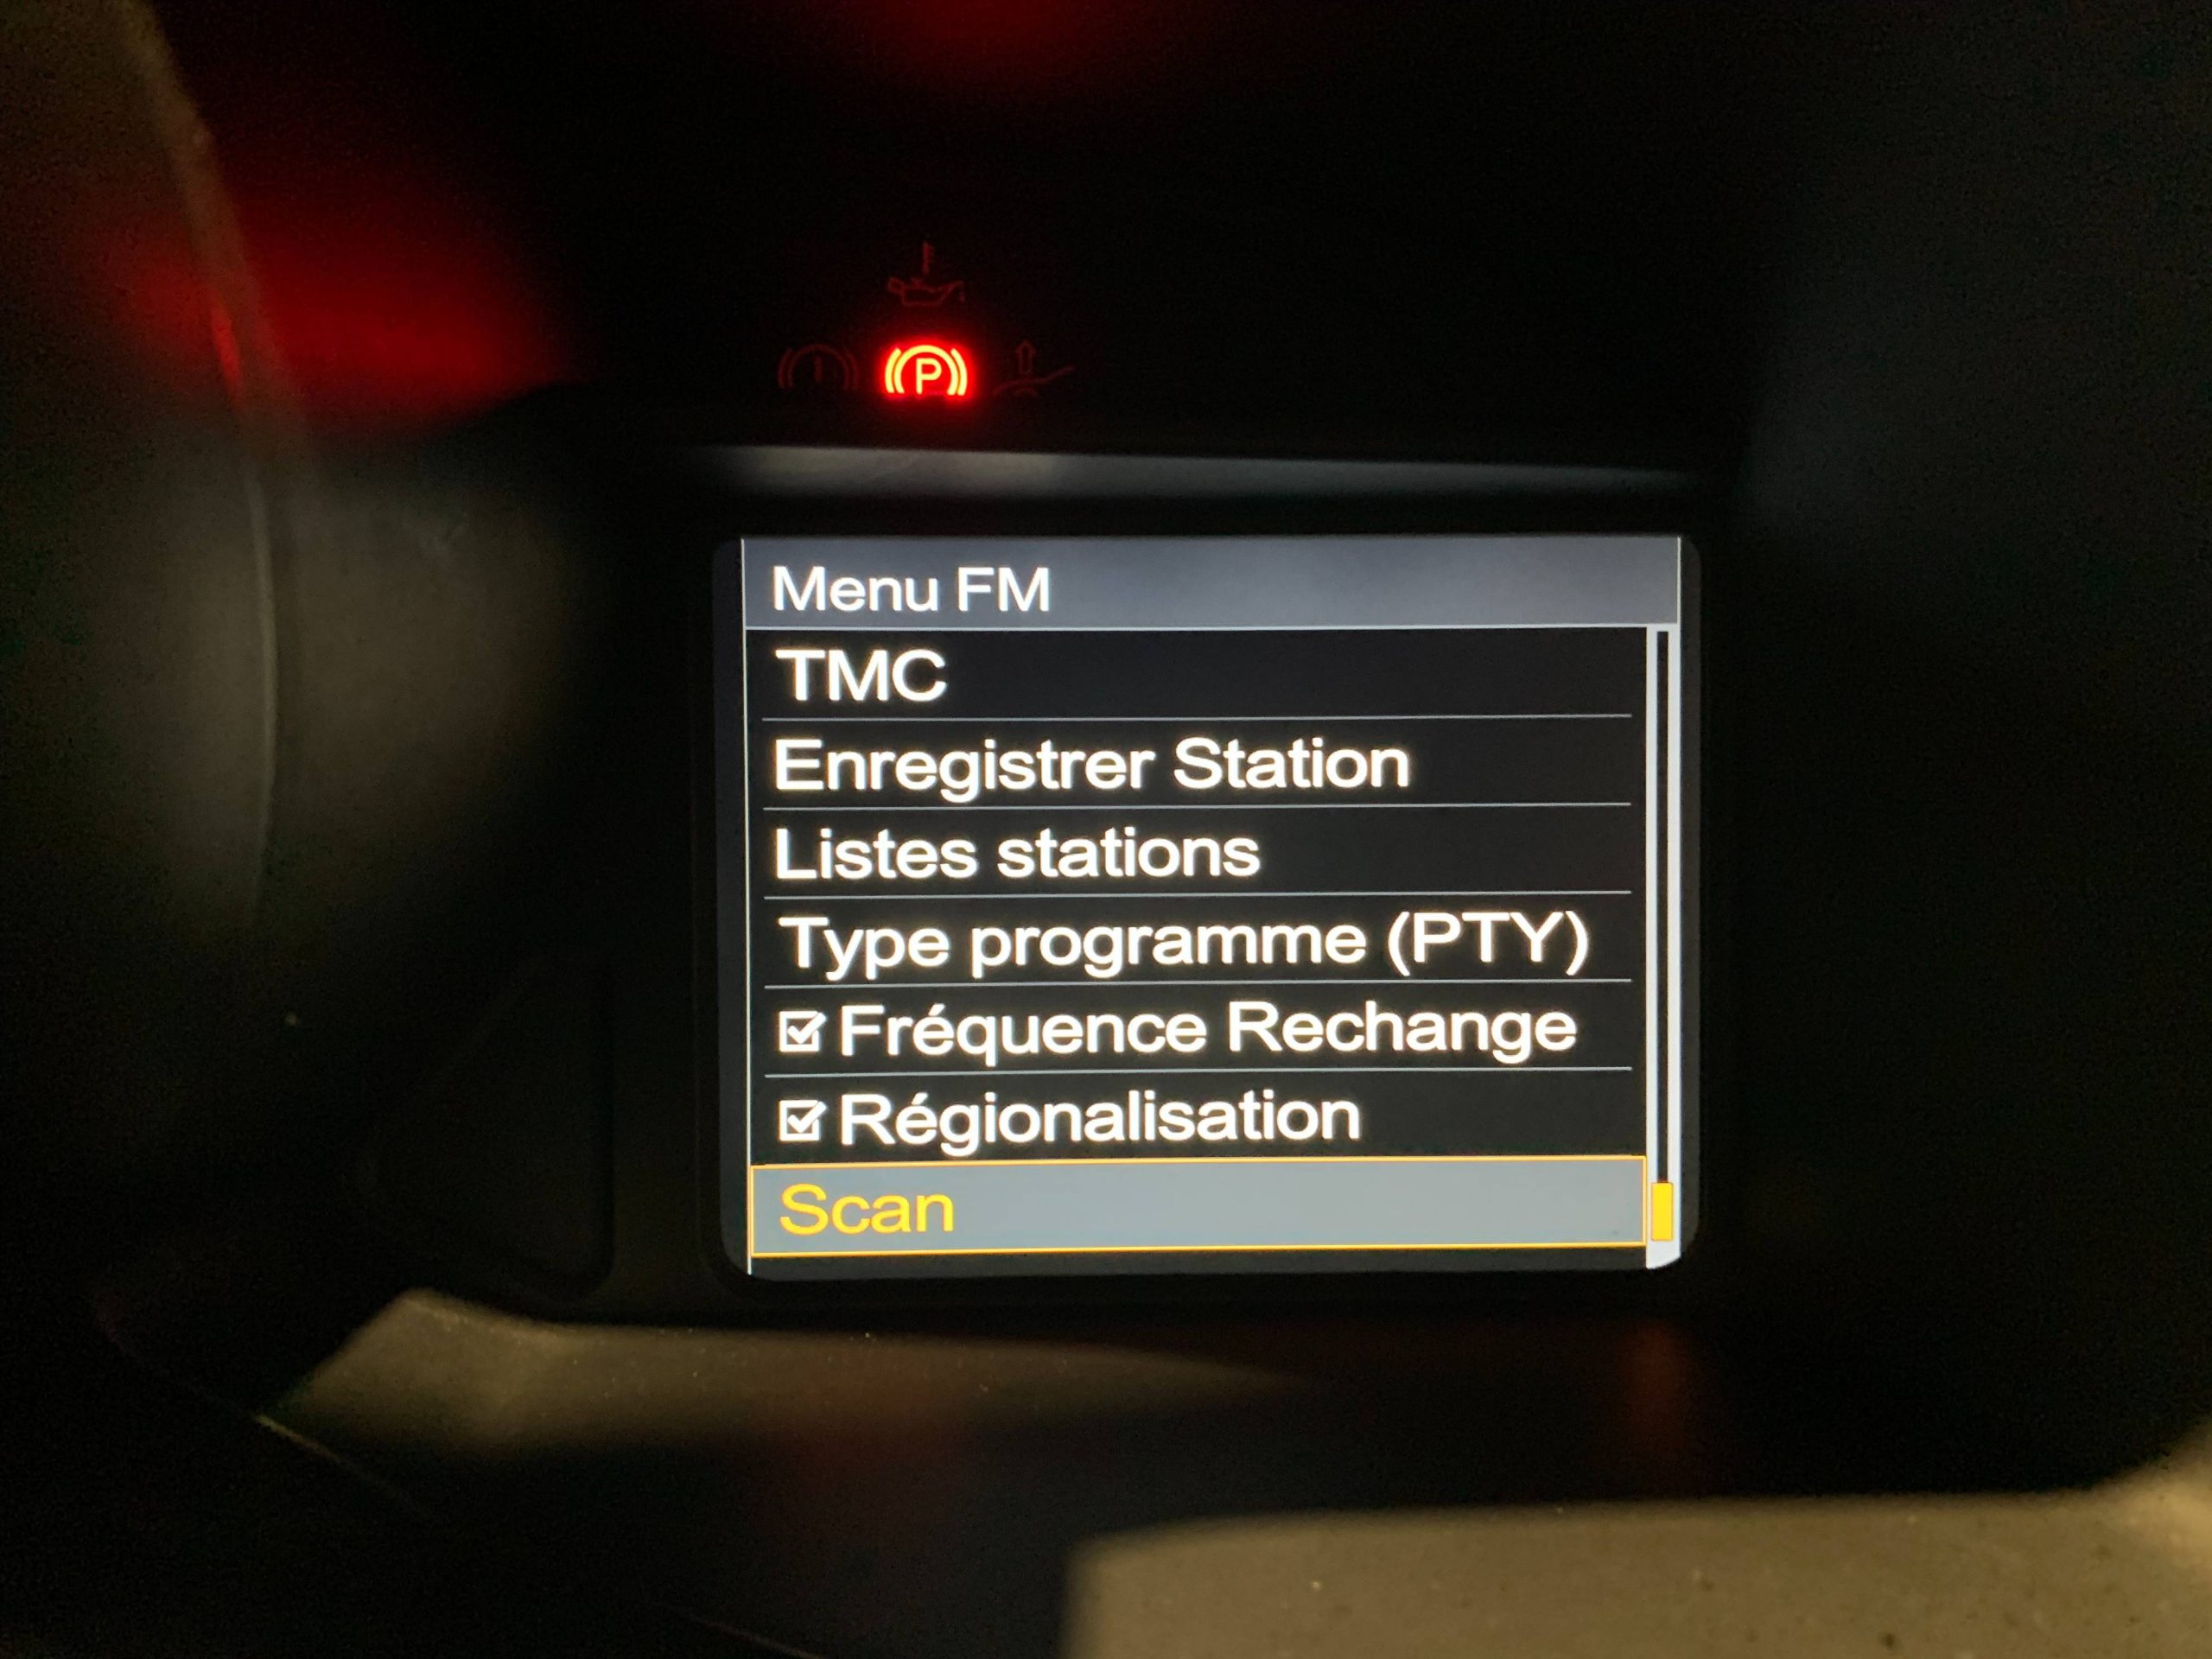 P
Menu FM
TMC
Enregistrer Station
Listes stations
Type programme (PTY)
Fréquence Rechange
Régionalisation
Scan